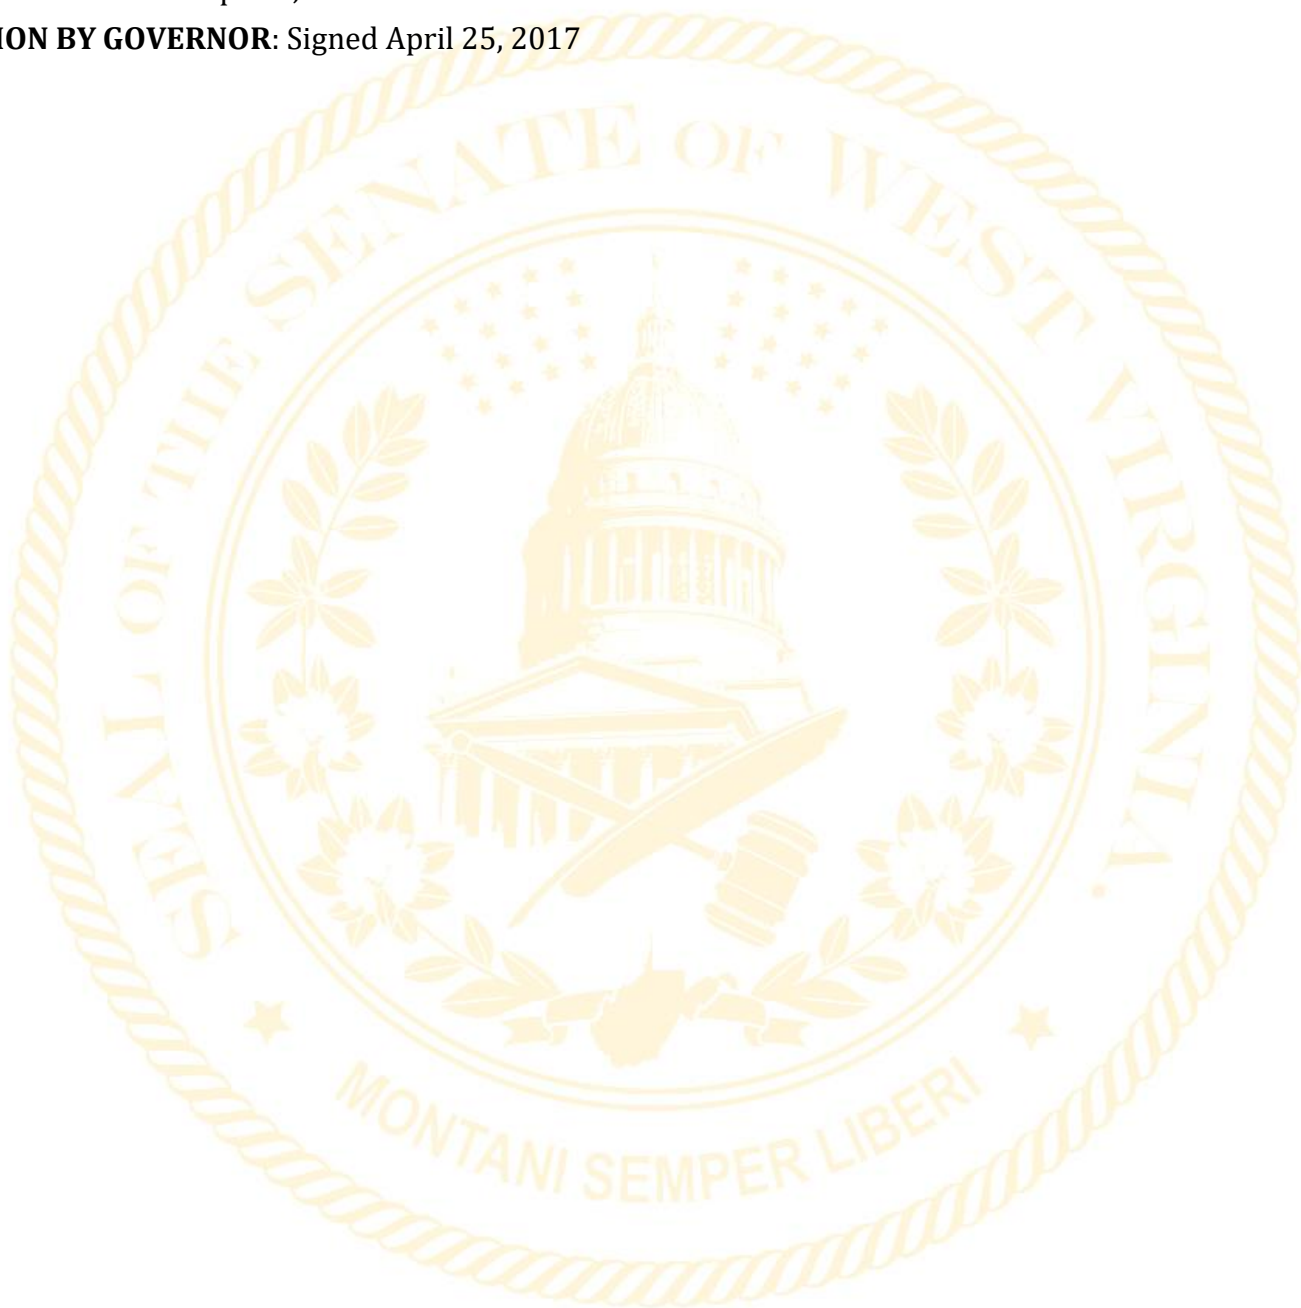 ION BY GOVERNOR: Signed April 25, 2017
SEAL OF THE SENATE OF WEST VIRGINIA
MONTANI SEMPER LIBERI